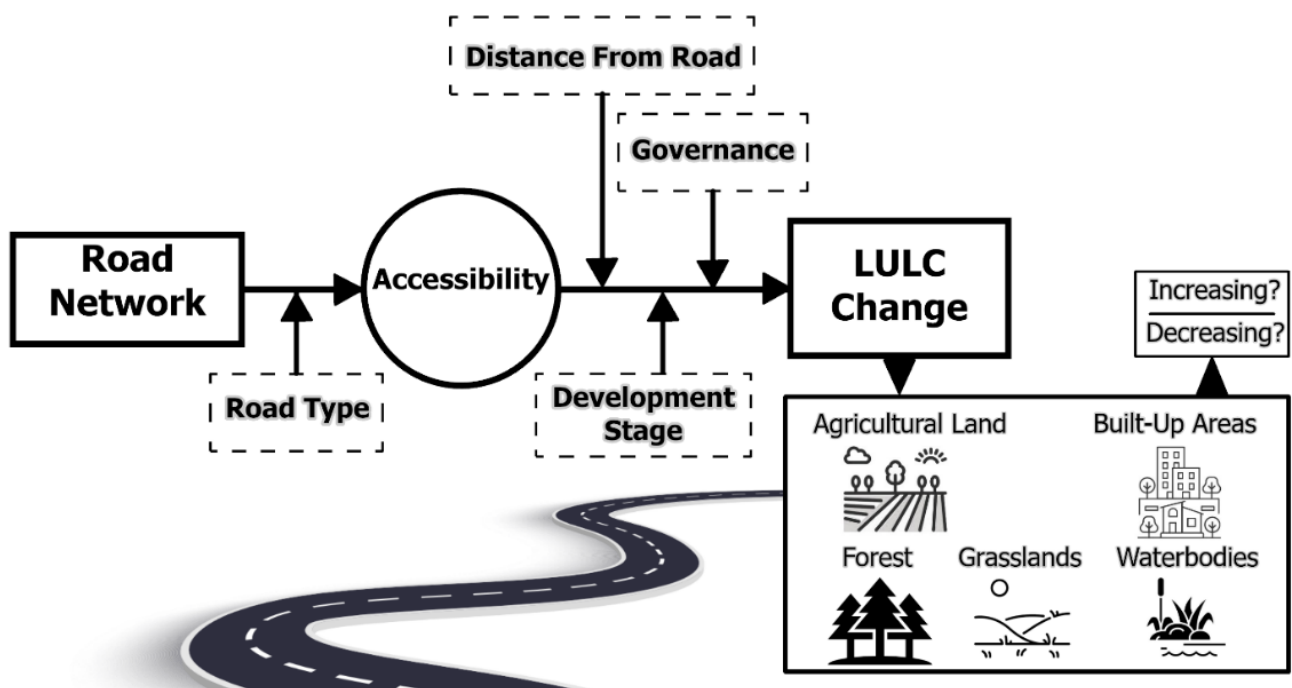 Distance From Road
Governance
Road
Network
Accessibility
LULC
Change
Increasing?
Decreasing?
Road Type
Development
Stage
Agricultural Land
Built-Up Areas
Forest
Grasslands
Waterbodies